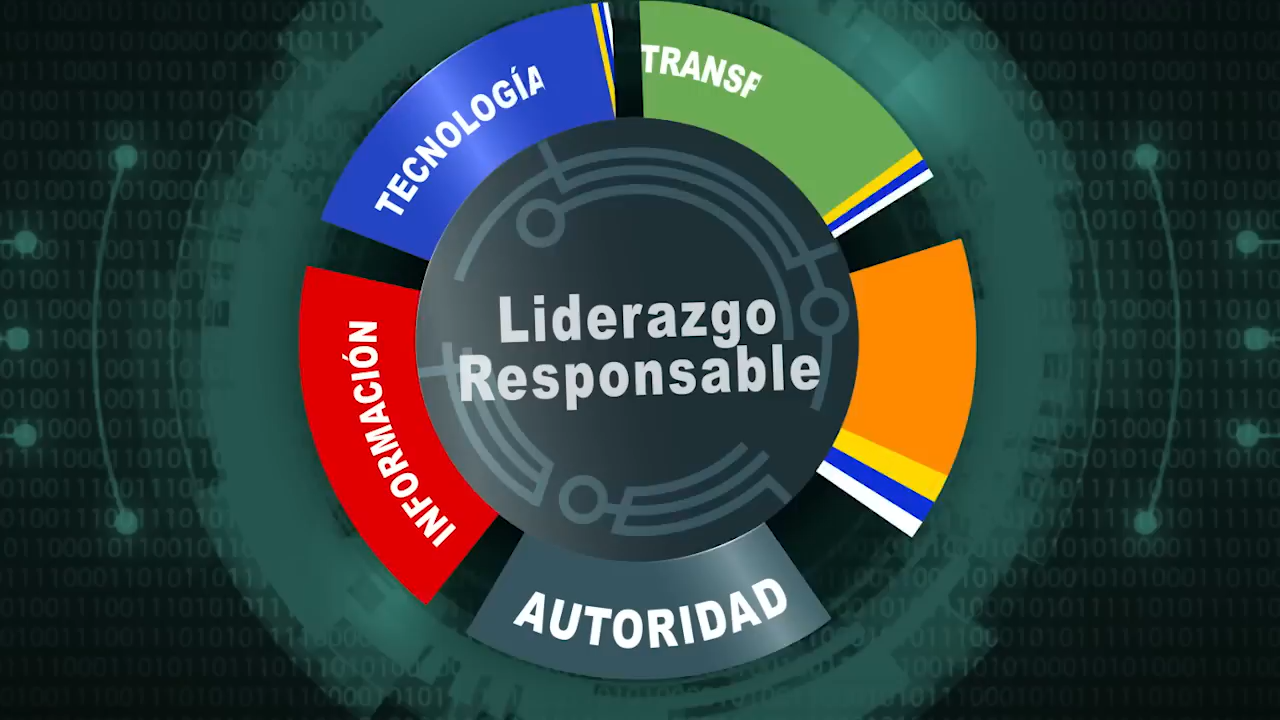 TECNOLOGÍA
TRANSF
INFORMACIÓN
Liderazgo
Responsable
AUTORIDAD